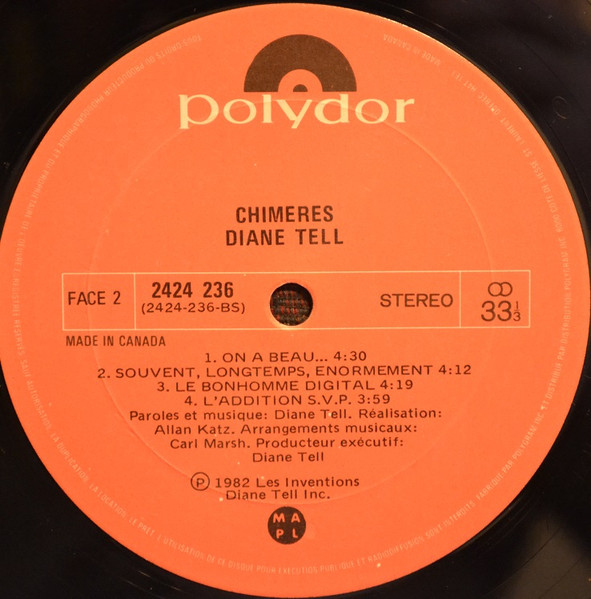 polydor
CHIMERES
DIANE TELL
FACE 2
2424 236
(2424-236-BS)
STEREO
33 1/3
MADE IN CANADA
1. ON A BEAU... 4:30
2. SOUVENT, LONGTEMPS, ENORMEMENT 4:12
3. LE BONHOMME DIGITAL 4:19
4. L'ADDITION S.V.P. 3:59
Paroles et musique: Diane Tell. Réalisation:
Allan Katz. Arrangements musicaux:
Carl Marsh. Producteur exécutif:
Diane Tell
Ⓟ 1982 Les Inventions
Diane Tell Inc.
M A
P L